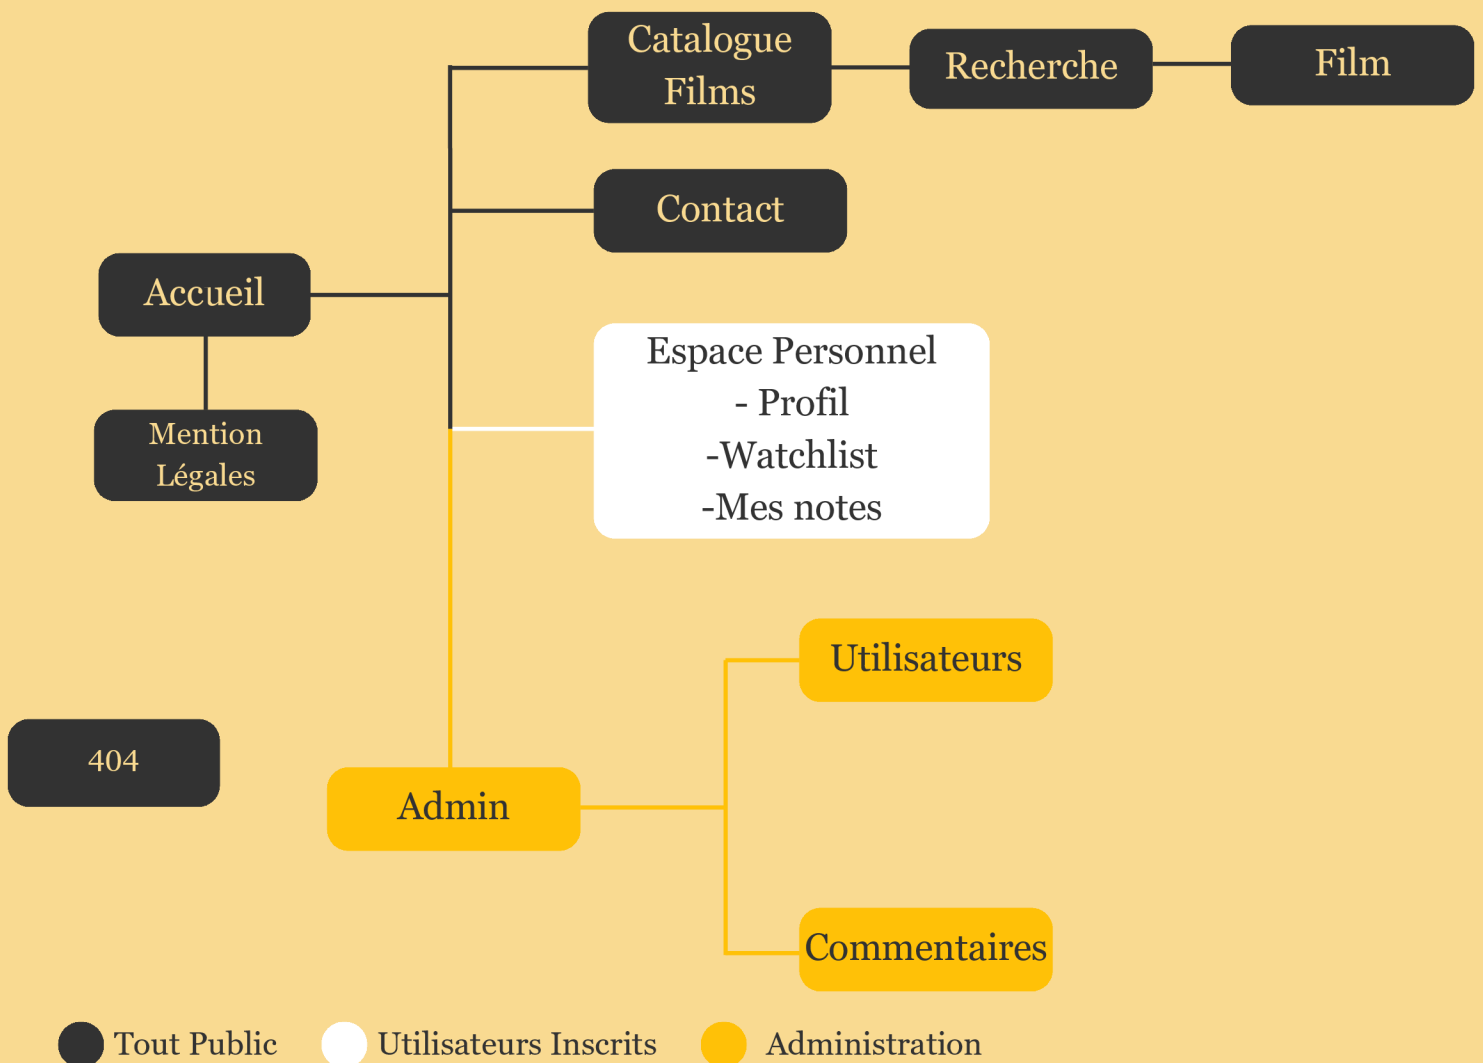 Catalogue
Films
Recherche
Film
Contact
Accueil
Mention
Légales
Espace Personnel
- Profil
-Watchlist
-Mes notes
Utilisateurs
404
Admin
Commentaires
Tout Public
Utilisateurs Inscrits
Administration